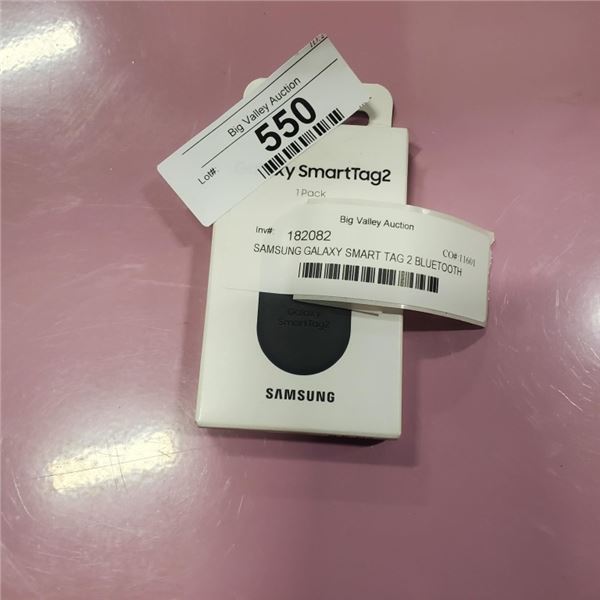 Big Valley Auction
Lot#:
550
SmartTag2
1 Pack
Big Valley Auction
Inv#: 182082
CO#:11601
SAMSUNG GALAXY SMART TAG 2 BLUETOOTH
Galaxy
SmartTag2
SAMSUNG